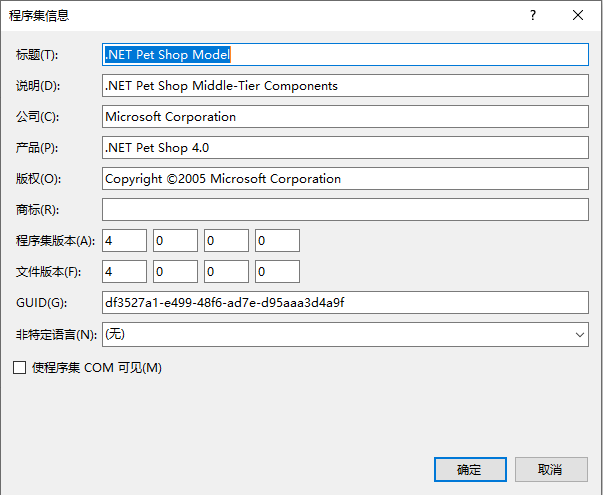 程序集信息
?
标题(T): .NET Pet Shop Model
说明(D): .NET Pet Shop Middle-Tier Components
公司(C): Microsoft Corporation
产品(P): .NET Pet Shop 4.0
版权(O): Copyright ©2005 Microsoft Corporation
商标(R):
程序集版本(A): 4 0 0 0
文件版本(F): 4 0 0 0
GUID(G): df3527a1-e499-48f6-ad7e-d95aaa3d4a9f
非特定语言(N): (无)
使程序集 COM 可见(M)
确定 取消